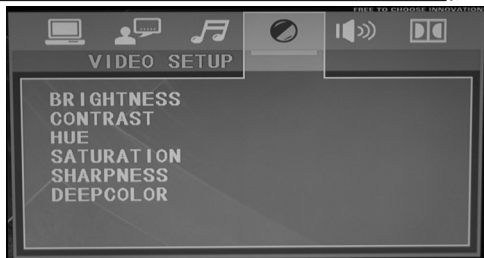 FREE TO CHOOSE INNOVATION
VIDEO SETUP
BRIGHTNESS
CONTRAST
HUE
SATURATION
SHARPNESS
DEEPCOLOR